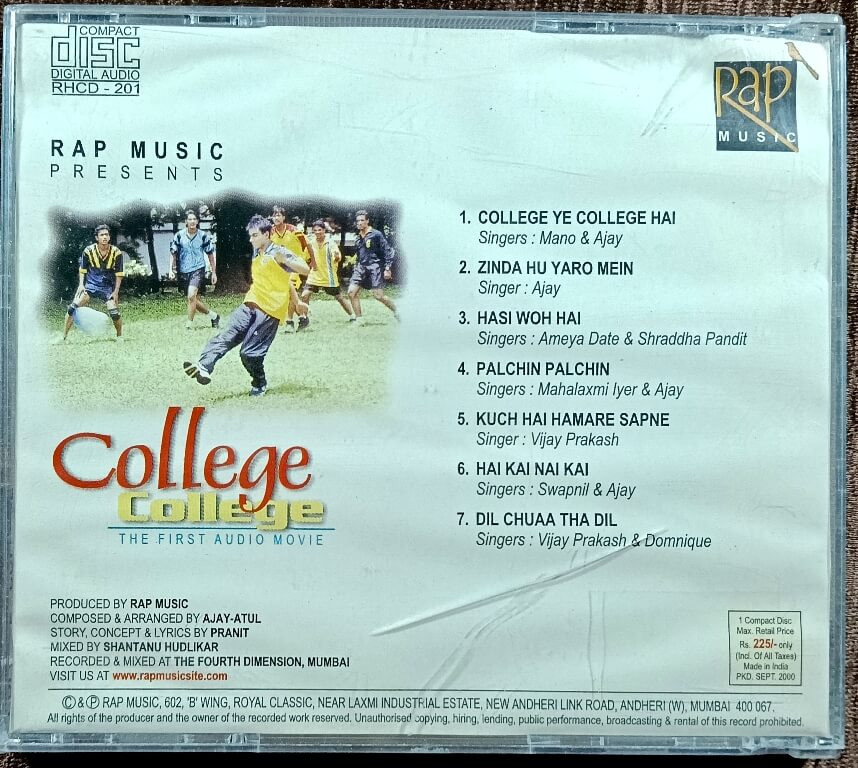 COMPACT
disc
DIGITAL AUDIO
RHCD - 201
Rap
MUSIC
RAP MUSIC
PRESENTS
1. COLLEGE YE COLLEGE HAI
Singers : Mano & Ajay
2. ZINDA HU YARO MEIN
Singer : Ajay
3. HASI WOH HAI
Singers : Ameya Date & Shraddha Pandit
4. PALCHIN PALCHIN
Singers : Mahalaxmi Iyer & Ajay
5. KUCH HAI HAMARE SAPNE
Singer : Vijay Prakash
6. HAI KAI NAI KAI
Singers : Swapnil & Ajay
7. DIL CHUAA THA DIL
Singers : Vijay Prakash & Domnique
College
College
THE FIRST AUDIO MOVIE
PRODUCED BY RAP MUSIC
COMPOSED & ARRANGED BY AJAY-ATUL
STORY, CONCEPT & LYRICS BY PRANIT
MIXED BY SHANTANU HUDLIKAR
RECORDED & MIXED AT THE FOURTH DIMENSION, MUMBAI
VISIT US AT www.rapmusicsite.com
1 Compact Disc
Max. Retail Price
Rs. 225/- only
(Incl. Of All Taxes)
Made in India
PKD. SEPT. 2000
© & ℗ RAP MUSIC, 602, 'B' WING, ROYAL CLASSIC, NEAR LAXMI INDUSTRIAL ESTATE, NEW ANDHERI LINK ROAD, ANDHERI (W), MUMBAI 400 067.
All rights of the producer and the owner of the recorded work reserved. Unauthorised copying, hiring, lending, public performance, broadcasting & rental of this record prohibited.